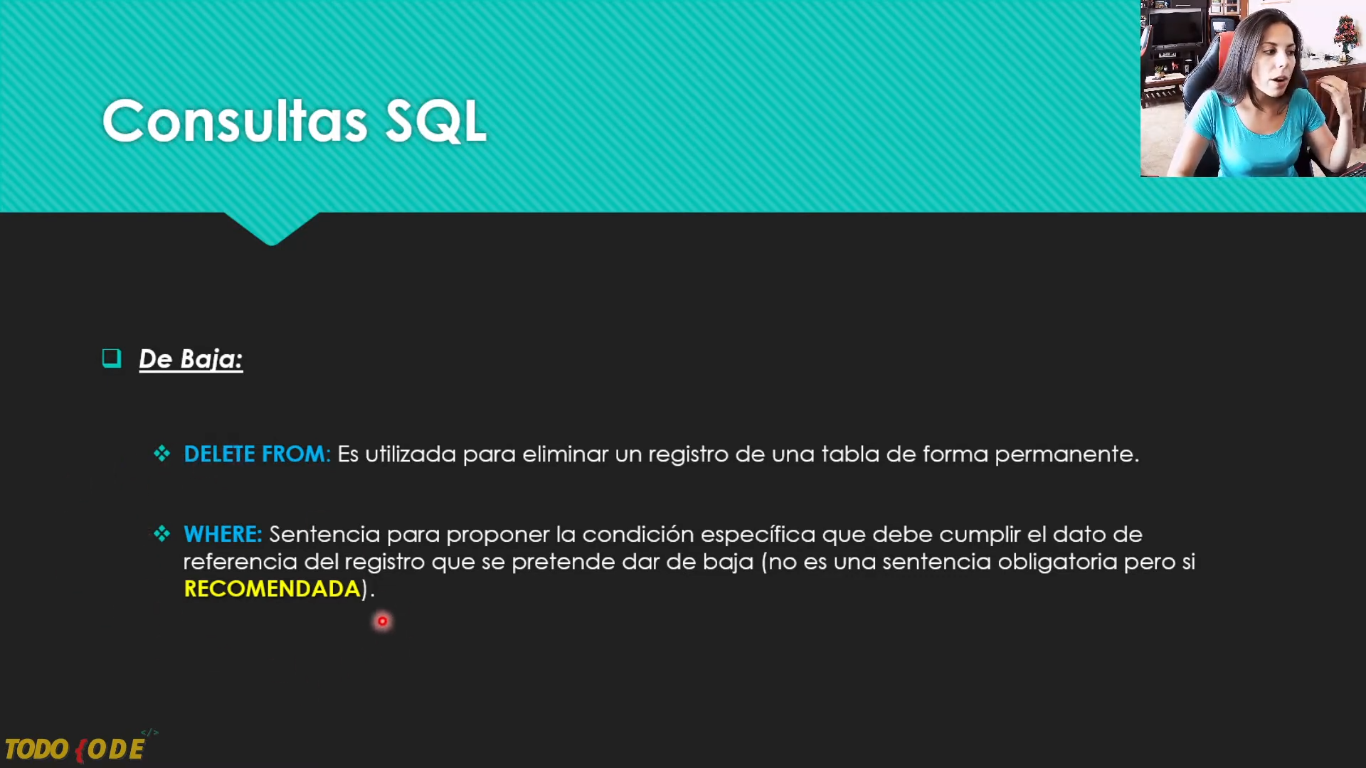 Consultas SQL
De Baja:
DELETE FROM: Es utilizada para eliminar un registro de una tabla de forma permanente.
WHERE: Sentencia para proponer la condición específica que debe cumplir el dato de
referencia del registro que se pretende dar de baja (no es una sentencia obligatoria pero si
RECOMENDADA).
</>
TODO {ODE